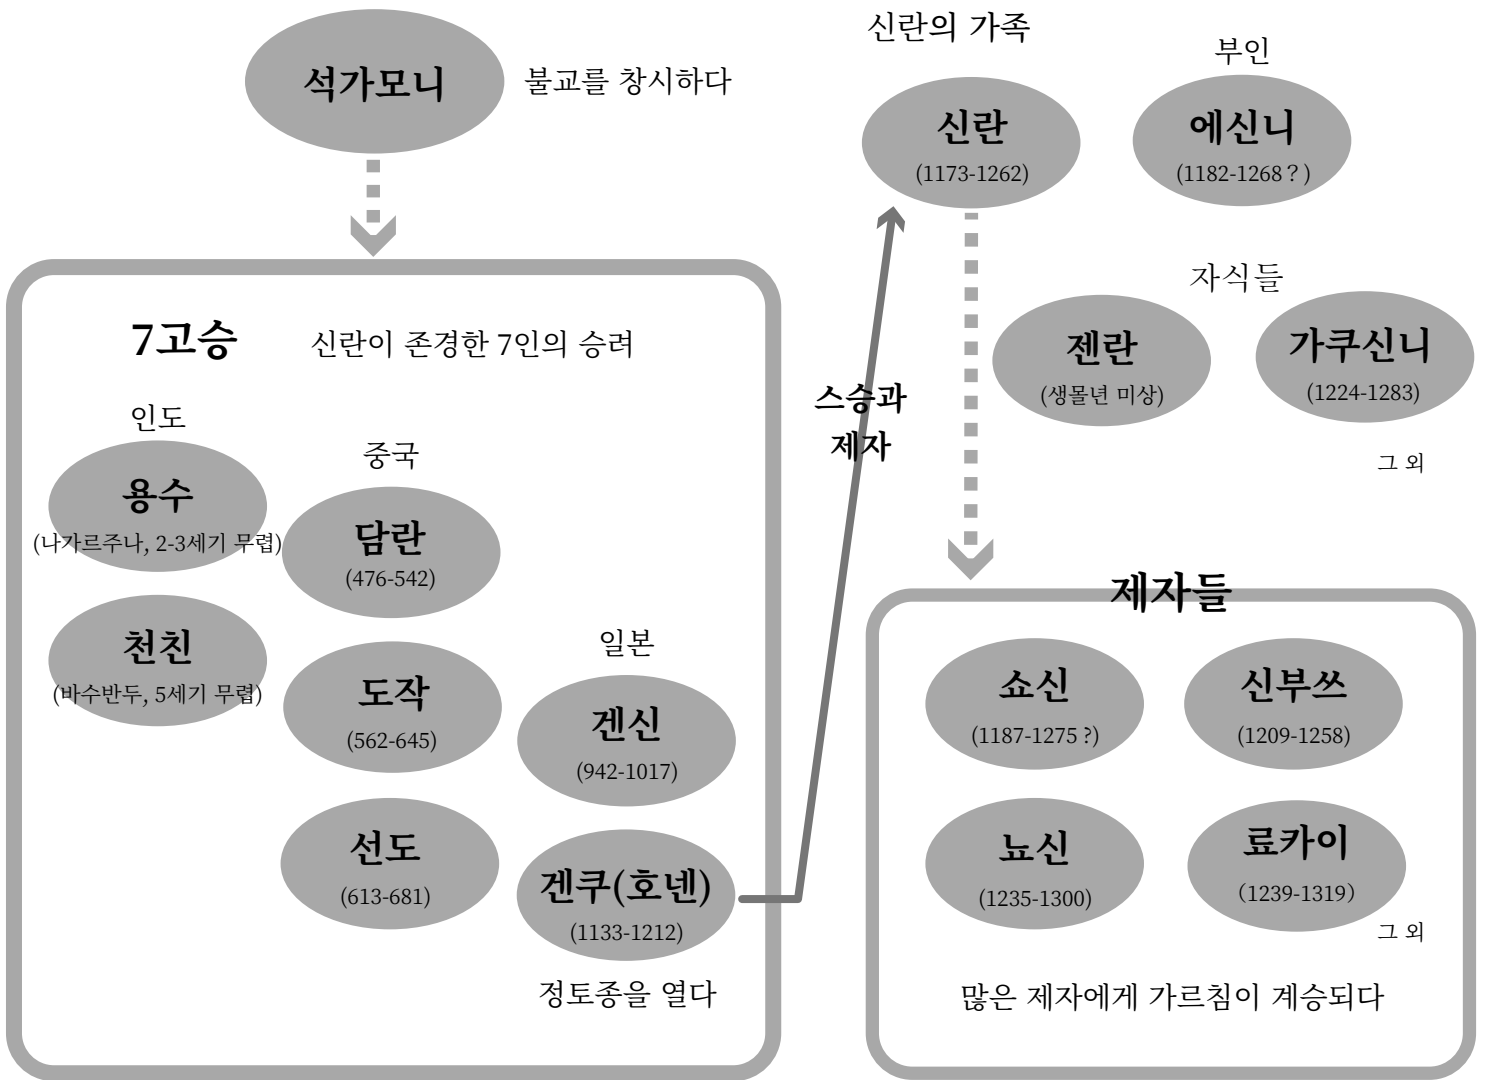 석가모니
불교를 창시하다
7고승
신란이 존경한 7인의 승려
인도
용수
(나가르주나, 2-3세기 무렵)
천친
(바수반두, 5세기 무렵)
중국
담란
(476-542)
도작
(562-645)
선도
(613-681)
일본
겐신
(942-1017)
겐쿠(호넨)
(1133-1212)
정토종을 열다
스승과
제자
신란의 가족
신란
(1173-1262)
부인
에신니
(1182-1268？)
자식들
젠란
(생몰년 미상)
가쿠신니
(1224-1283)
그 외
제자들
쇼신
(1187-1275 ?)
신부쓰
(1209-1258)
뇨신
(1235-1300)
료카이
（1239-1319）
그 외
많은 제자에게 가르침이 계승되다